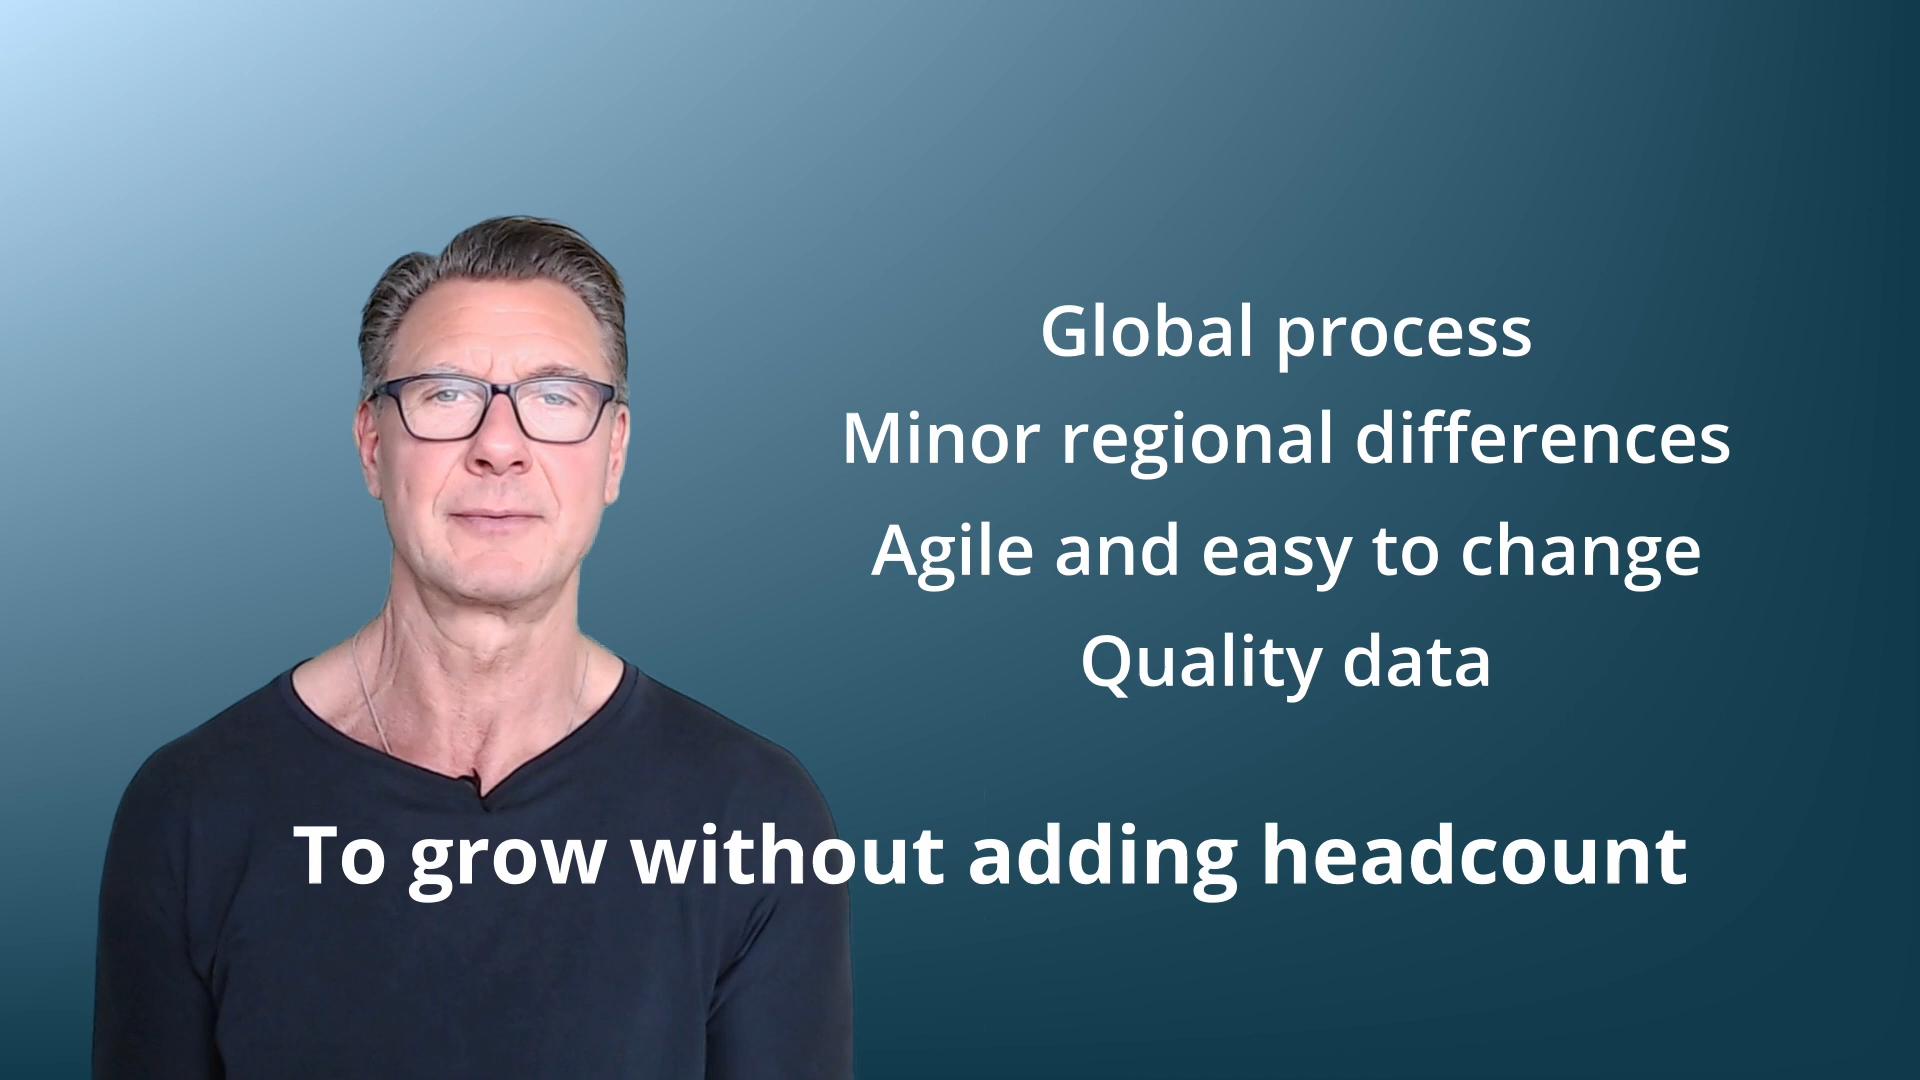 Global process
Minor regional differences
Agile and easy to change
Quality data
To grow without adding headcount